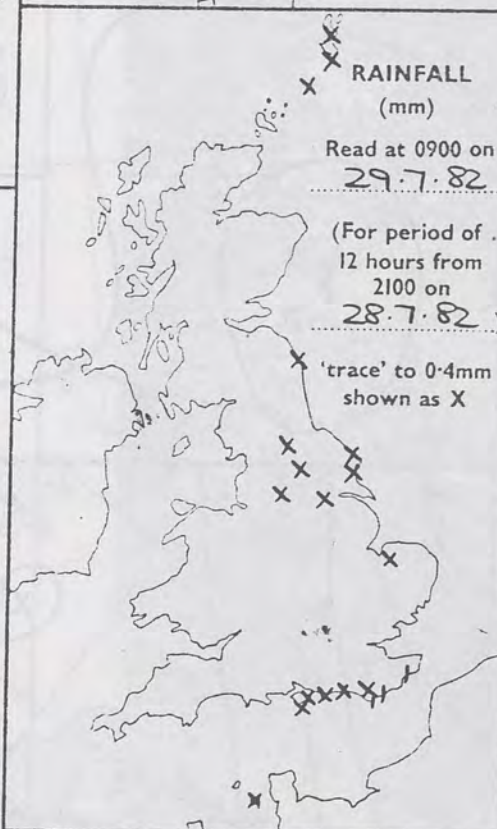 RAINFALL
(mm)
Read at 0900 on
29.7.82
(For period of
12 hours from
2100 on
28.7.82
'trace' to 0·4mm
shown as X